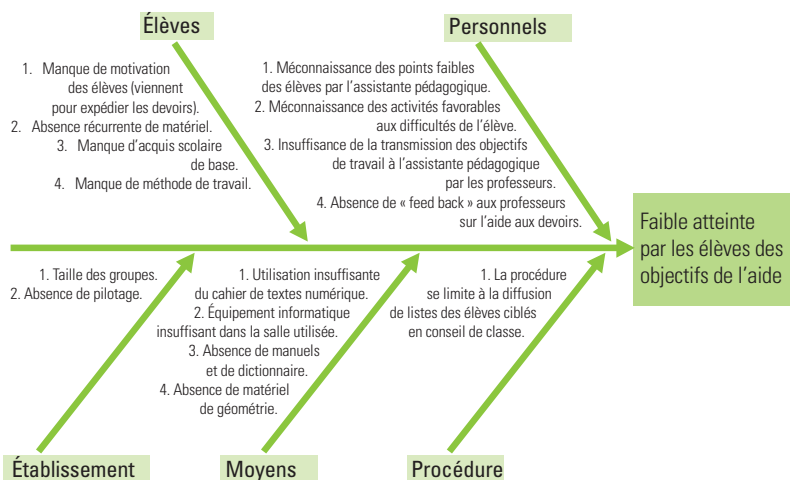 Élèves
1. Manque de motivation
des élèves (viennent
pour expédier les devoirs).
2. Absence récurrente de matériel.
3. Manque d'acquis scolaire
de base.
4. Manque de méthode de travail.
Personnels
1. Méconnaissance des points faibles
des élèves par l'assistante pédagogique.
2. Méconnaissance des activités favorables
aux difficultés de l'élève.
3. Insuffisance de la transmission des objectifs
de travail à l'assistante pédagogique
par les professeurs.
4. Absence de « feed back » aux professeurs
sur l'aide aux devoirs.
Faible atteinte
par les élèves des
objectifs de l'aide
1. Taille des groupes.
2. Absence de pilotage.
Établissement
1. Utilisation insuffisante
du cahier de textes numérique.
2. Équipement informatique
insuffisant dans la salle utilisée.
3. Absence de manuels
et de dictionnaire.
4. Absence de matériel
de géométrie.
Moyens
1. La procédure
se limite à la diffusion
de listes des élèves ciblés
en conseil de classe.
Procédure